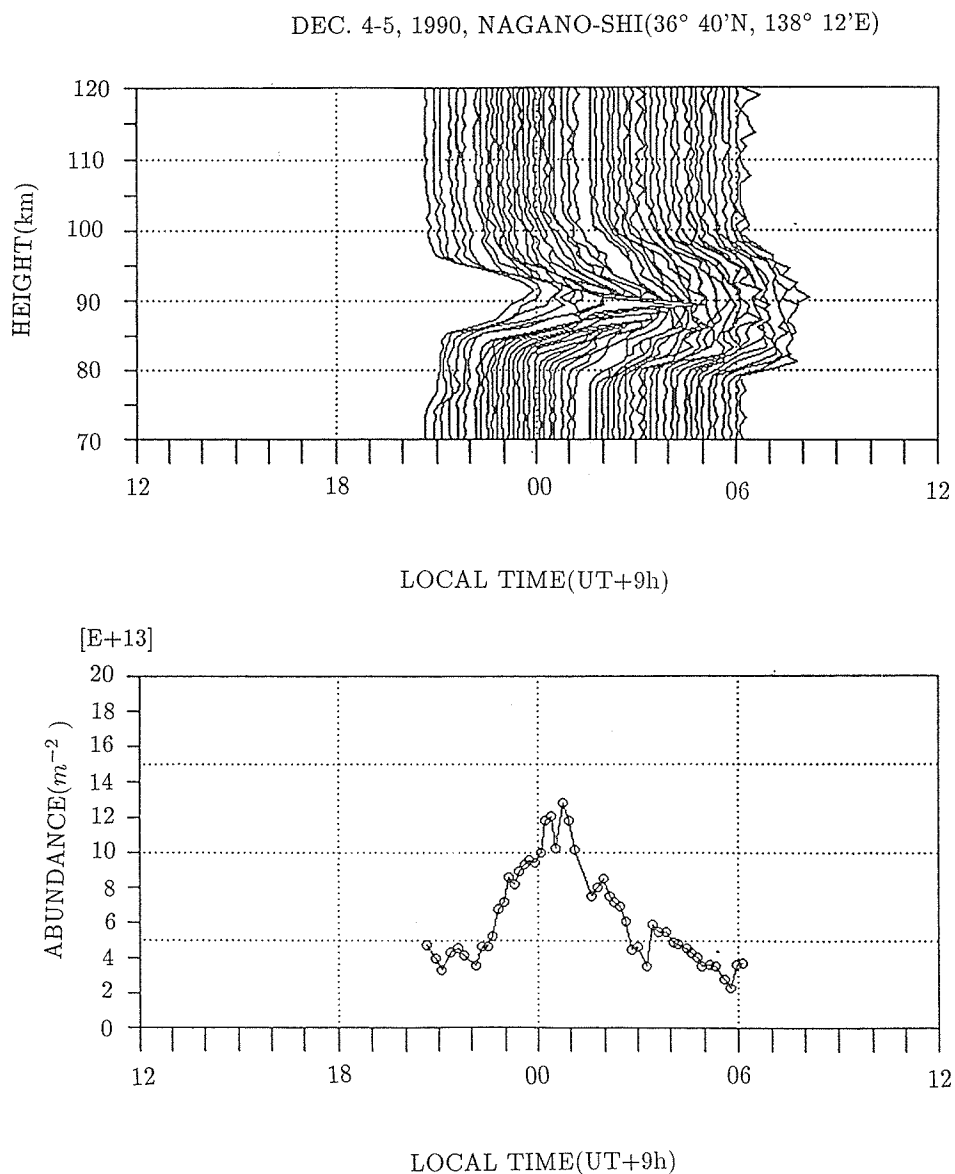 DEC. 4-5, 1990, NAGANO-SHI(36° 40'N, 138° 12'E)
120
110
100
90
80
70
HEIGHT(km)
12 18 00 06 12
LOCAL TIME(UT+9h)
[E+13]
20
18
16
14
12
10
8
6
4
2
0
ABUNDANCE(m⁻²)
12 18 00 06 12
LOCAL TIME(UT+9h)